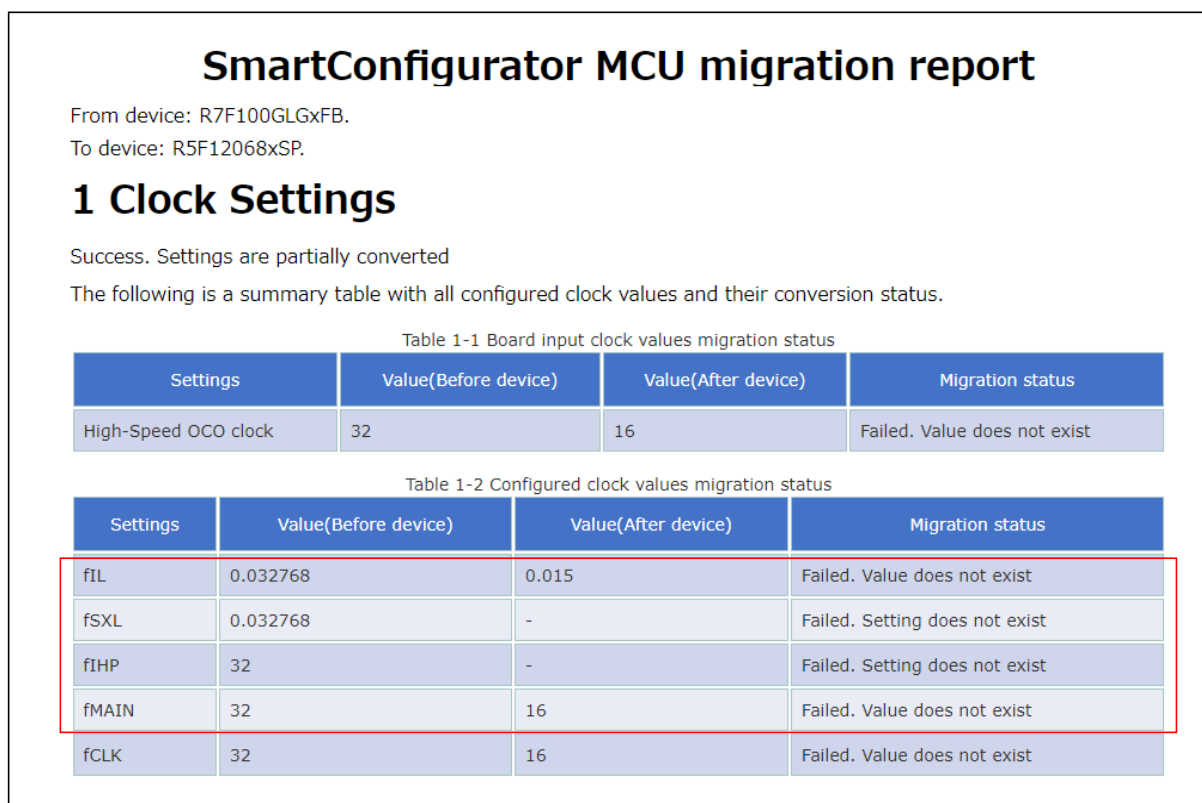 SmartConfigurator MCU migration report
From device: R7F100GLGxFB.
To device: R5F12068xSP.
1 Clock Settings
Success. Settings are partially converted
The following is a summary table with all configured clock values and their conversion status.
Table 1-1 Board input clock values migration status
Settings Value(Before device) Value(After device) Migration status
High-Speed OCO clock 32 16 Failed. Value does not exist
Table 1-2 Configured clock values migration status
Settings Value(Before device) Value(After device) Migration status
fIL 0.032768 0.015 Failed. Value does not exist
fSXL 0.032768 - Failed. Setting does not exist
fIHP 32 - Failed. Setting does not exist
fMAIN 32 16 Failed. Value does not exist
fCLK 32 16 Failed. Value does not exist